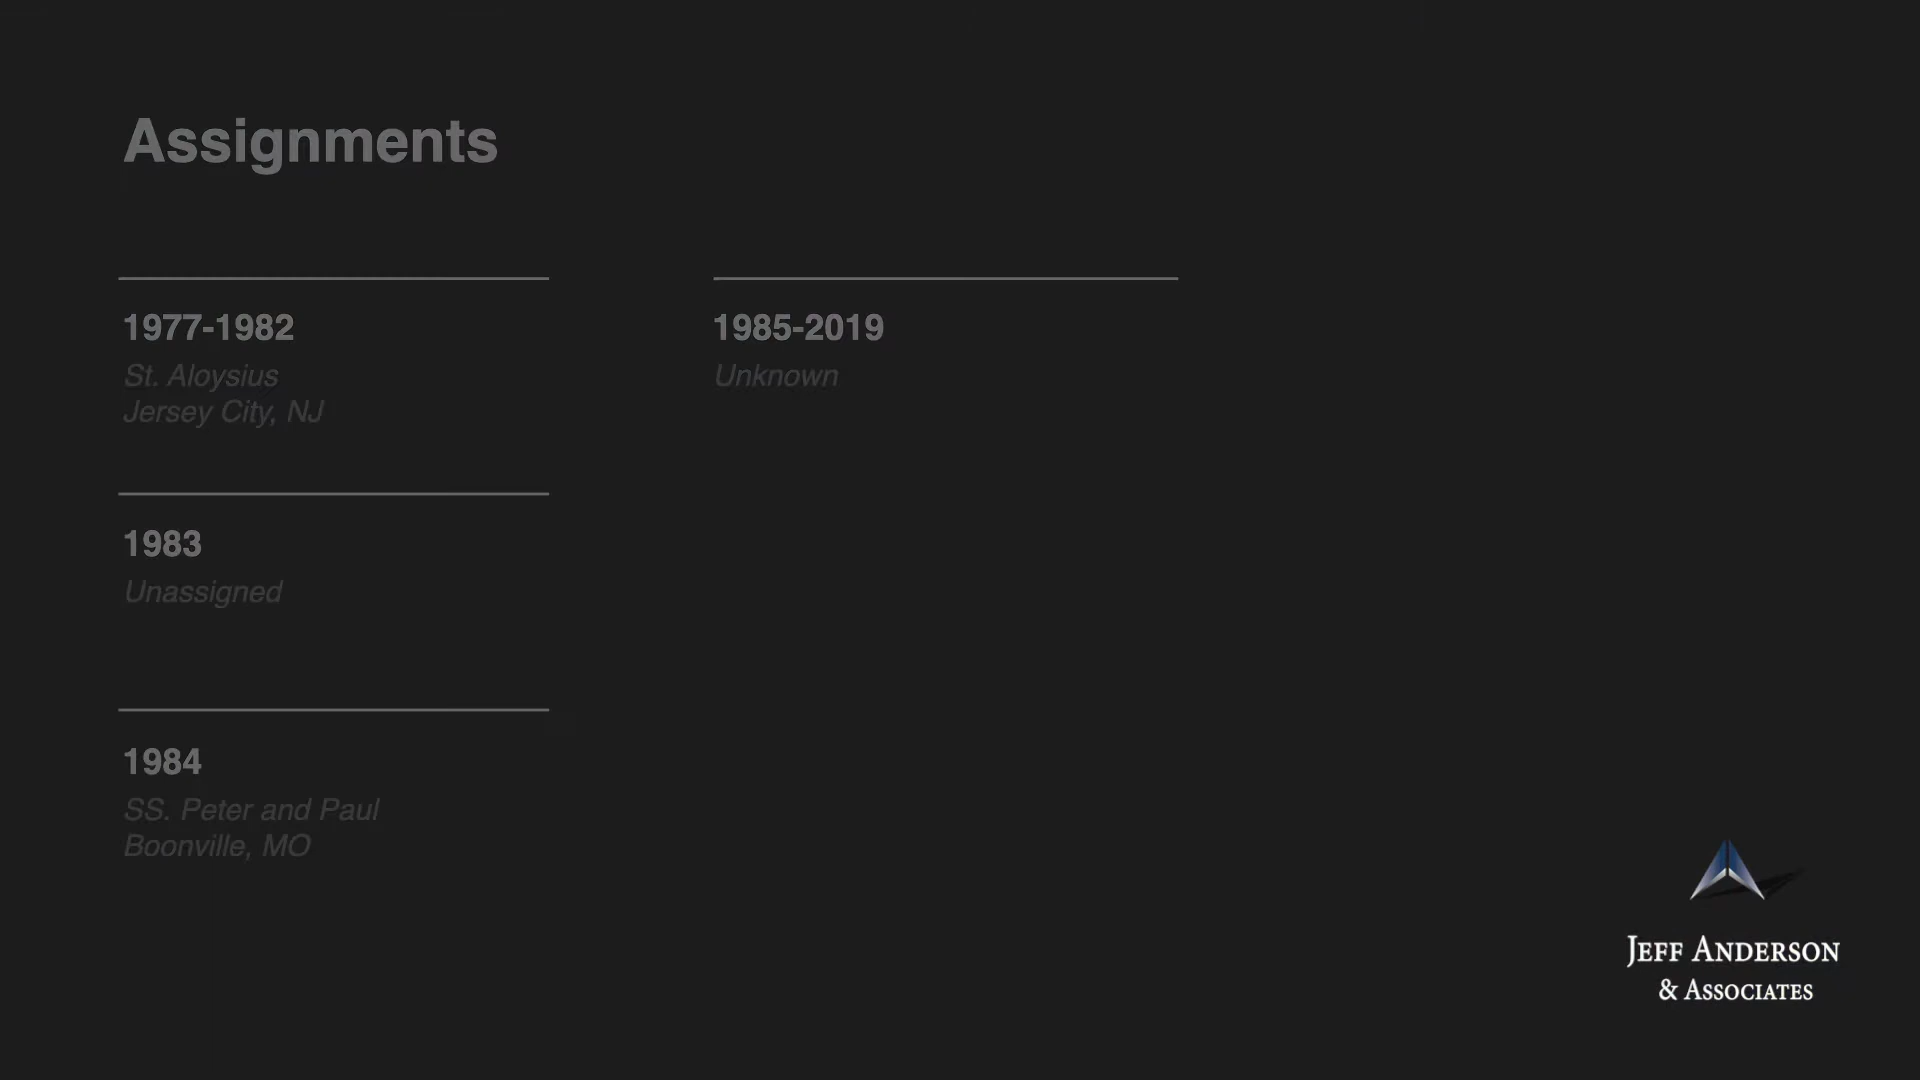 Assignments
1977-1982
St. Aloysius
Jersey City, NJ
1983
Unassigned
1984
SS. Peter and Paul
Boonville, MO
1985-2019
Unknown
JEFF ANDERSON
& ASSOCIATES